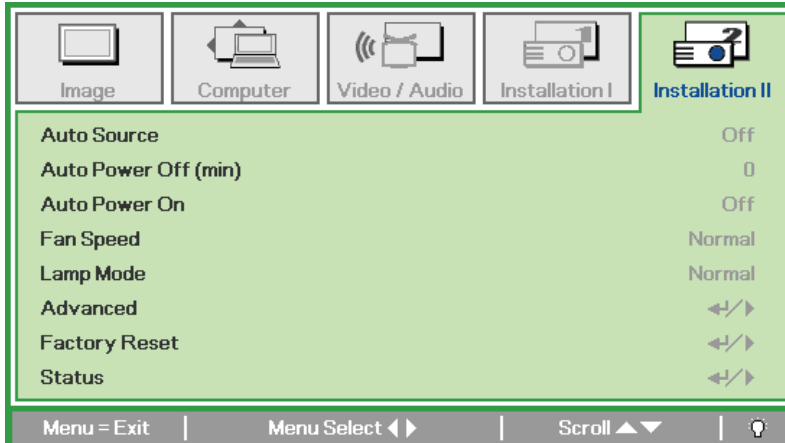 Image Computer Video / Audio Installation I Installation II
Auto Source Off
Auto Power Off (min) 0
Auto Power On Off
Fan Speed Normal
Lamp Mode Normal
Advanced
Factory Reset
Status
Menu = Exit Menu Select Scroll